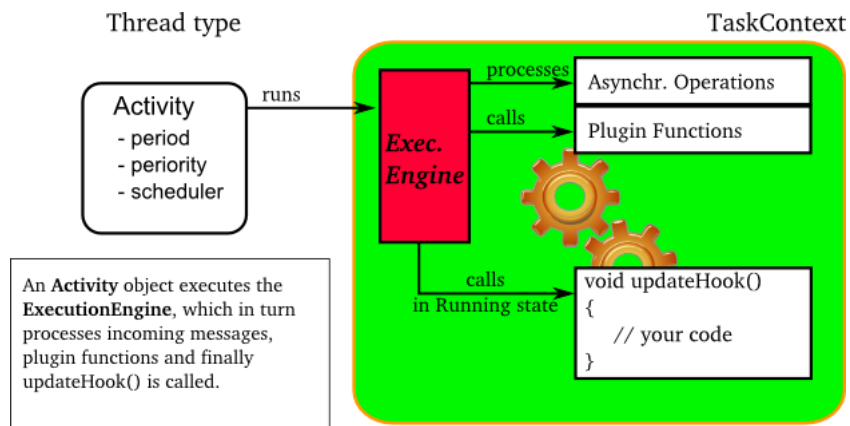 Thread type
TaskContext
Activity
- period
- periority
- scheduler
runs
Exec.
Engine
processes
Asynchr. Operations
calls
Plugin Functions
calls
in Running state
void updateHook()
{
// your code
}
An Activity object executes the
ExecutionEngine, which in turn
processes incoming messages,
plugin functions and finally
updateHook() is called.